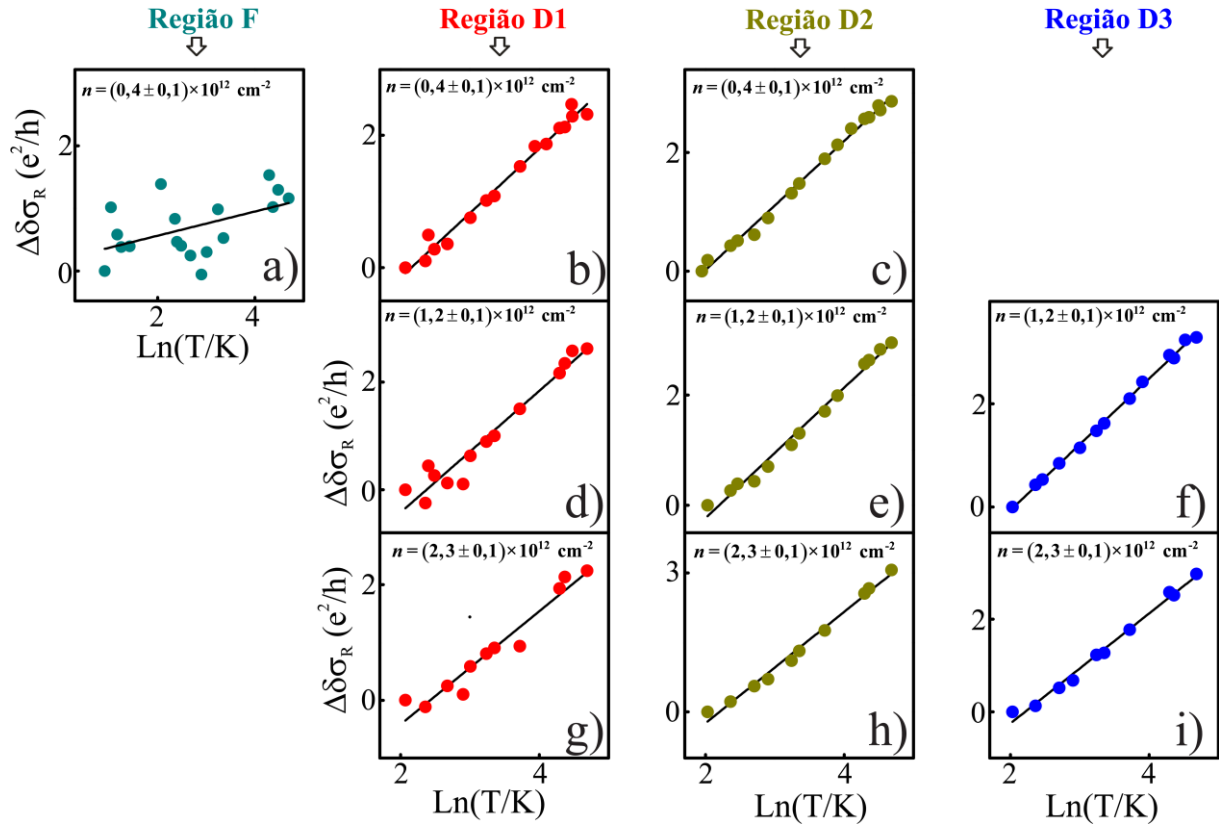 Região F
Região D1
Região D2
Região D3
Δδσ_R (e²/h)
n = (0,4 ± 0,1)×10¹² cm⁻²
2
0
a)
2 4
Ln(T/K)
n = (0,4 ± 0,1)×10¹² cm⁻²
2
0
b)
n = (0,4 ± 0,1)×10¹² cm⁻²
2
0
c)
Δδσ_R (e²/h)
n = (1,2 ± 0,1)×10¹² cm⁻²
2
0
d)
n = (1,2 ± 0,1)×10¹² cm⁻²
2
0
e)
n = (1,2 ± 0,1)×10¹² cm⁻²
2
0
f)
Δδσ_R (e²/h)
n = (2,3 ± 0,1)×10¹² cm⁻²
2
0
g)
2 4
Ln(T/K)
n = (2,3 ± 0,1)×10¹² cm⁻²
3
0
h)
2 4
Ln(T/K)
n = (2,3 ± 0,1)×10¹² cm⁻²
2
0
i)
2 4
Ln(T/K)